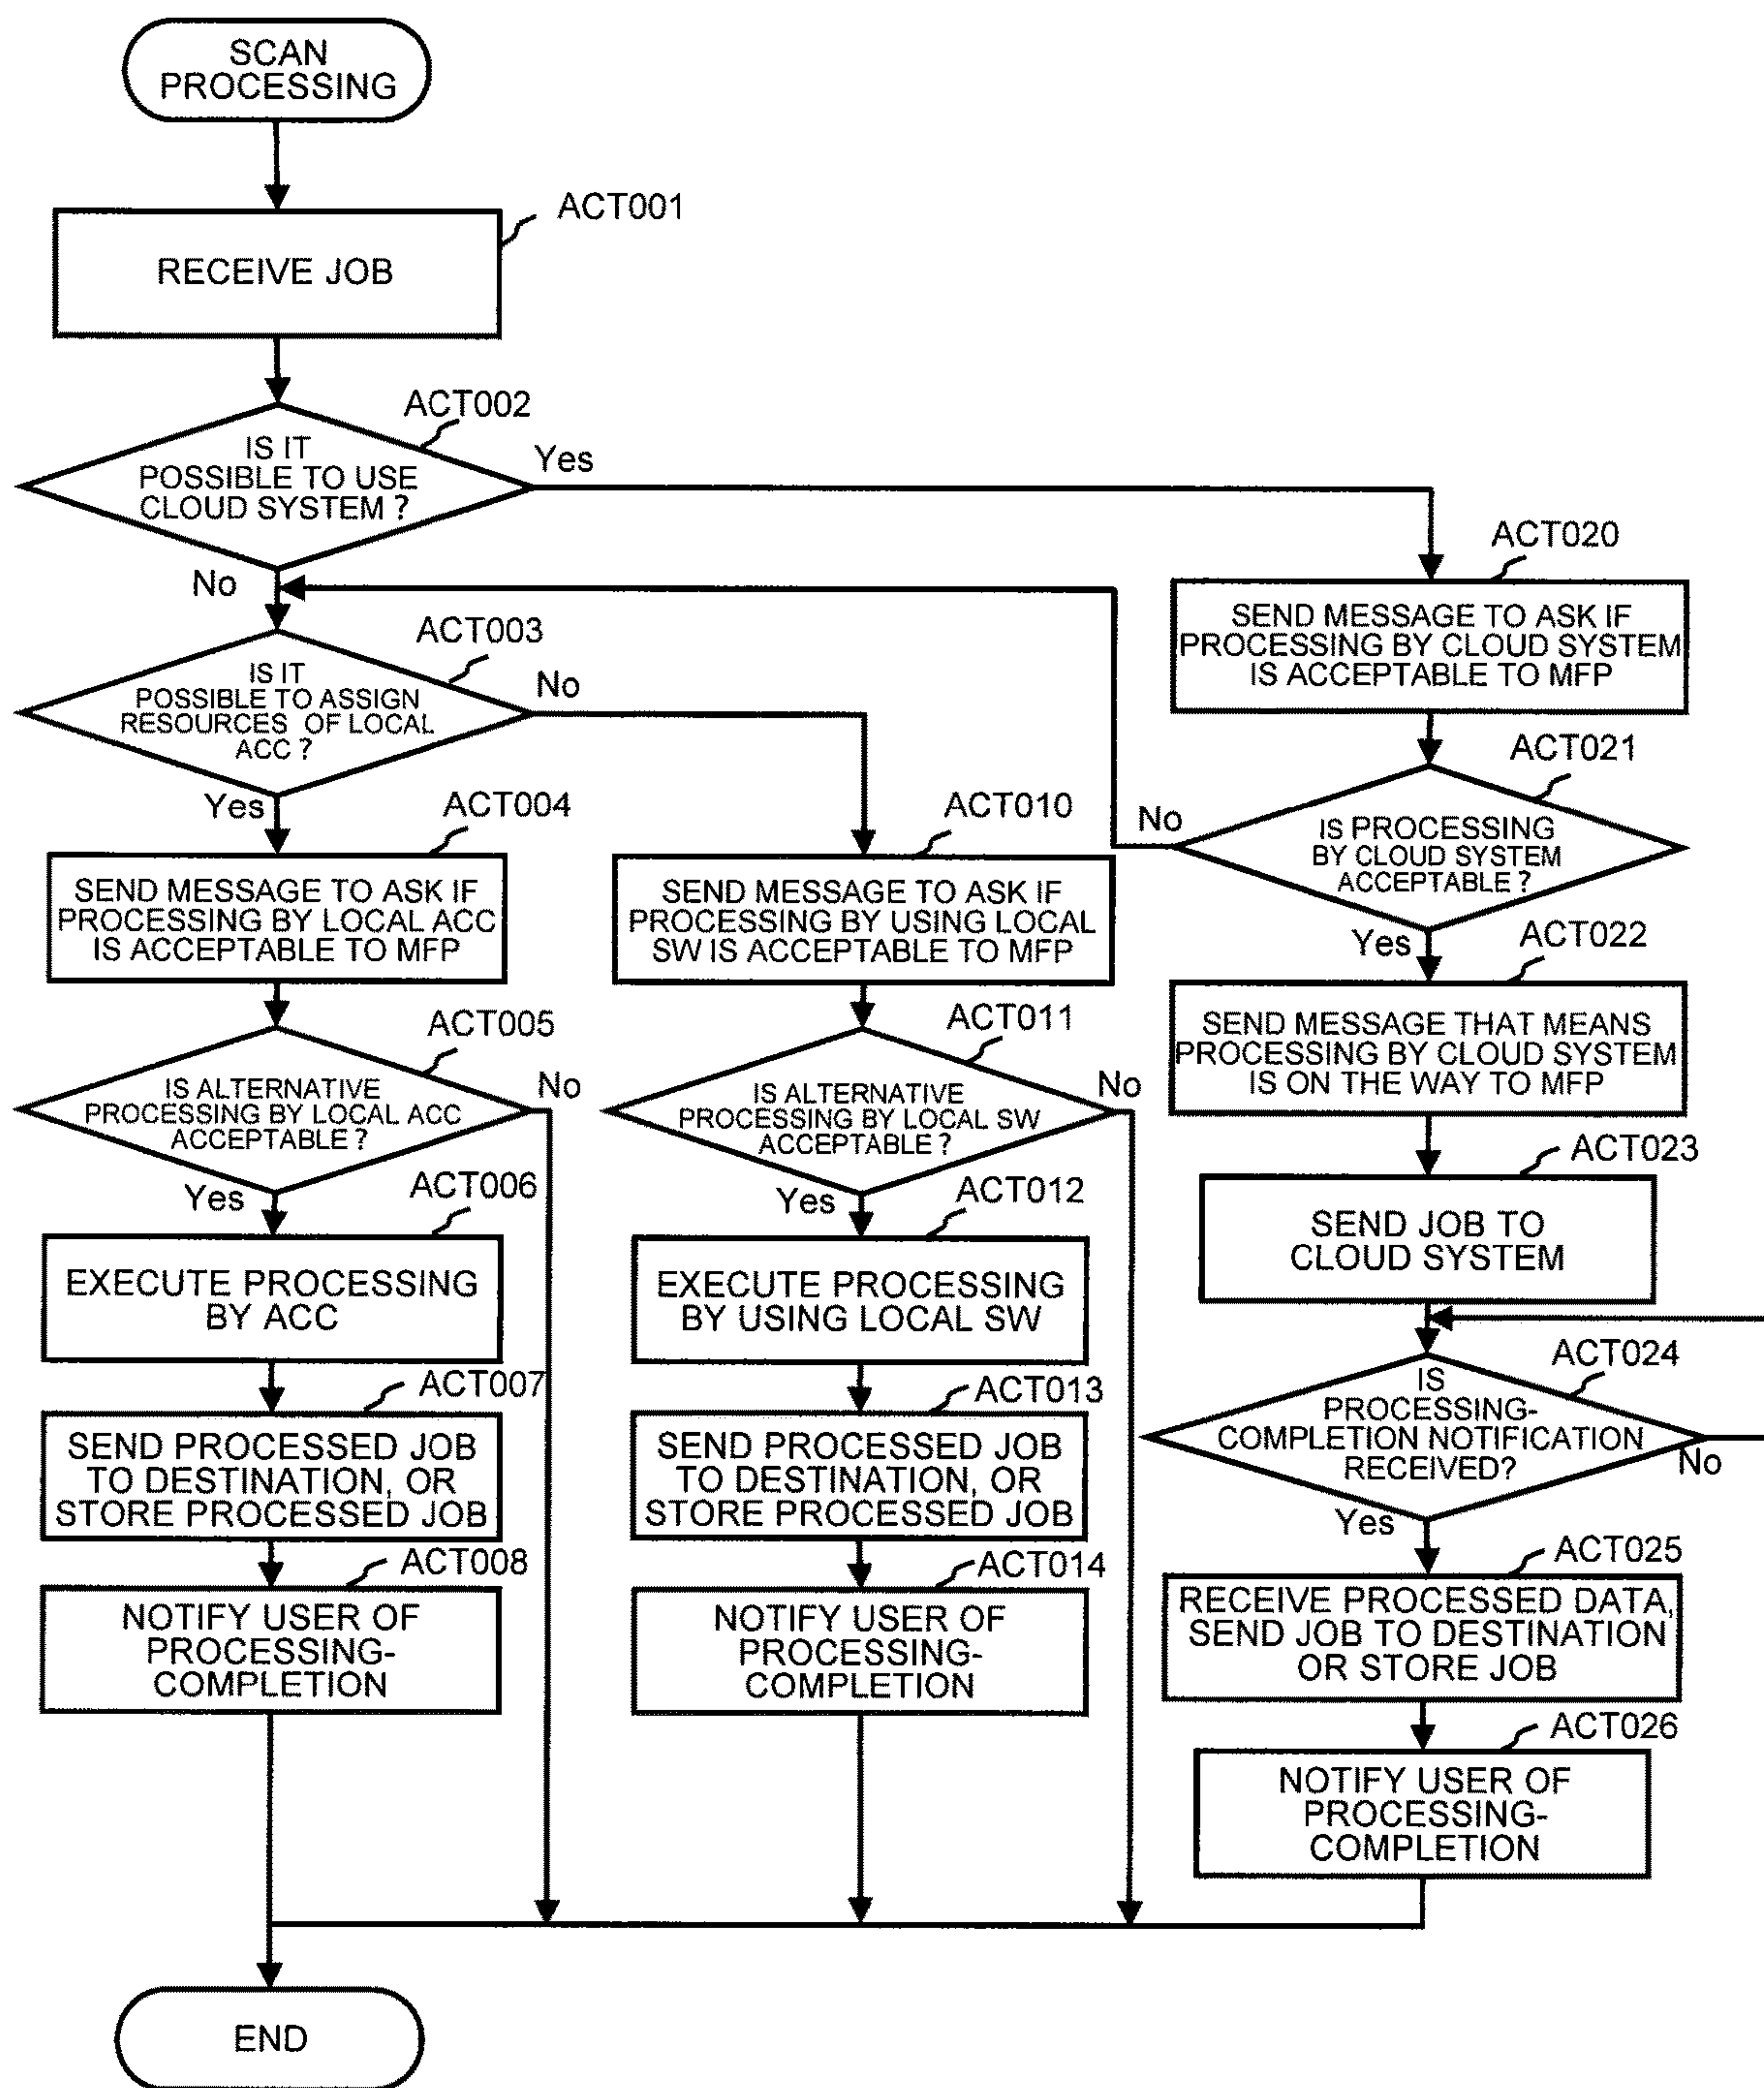 SCAN
PROCESSING
ACT001
RECEIVE JOB
ACT002
IS IT
POSSIBLE TO USE
CLOUD SYSTEM ?
Yes
No
ACT003
IS IT
POSSIBLE TO ASSIGN
RESOURCES OF LOCAL
ACC ?
No
Yes
ACT004
SEND MESSAGE TO ASK IF
PROCESSING BY LOCAL ACC
IS ACCEPTABLE TO MFP
ACT005
IS ALTERNATIVE
PROCESSING BY LOCAL ACC
ACCEPTABLE ?
No
Yes
ACT006
EXECUTE PROCESSING
BY ACC
ACT007
SEND PROCESSED JOB
TO DESTINATION, OR
STORE PROCESSED JOB
ACT008
NOTIFY USER OF
PROCESSING-
COMPLETION
ACT010
SEND MESSAGE TO ASK IF
PROCESSING BY USING LOCAL
SW IS ACCEPTABLE TO MFP
ACT011
IS ALTERNATIVE
PROCESSING BY LOCAL SW
ACCEPTABLE ?
No
Yes
ACT012
EXECUTE PROCESSING
BY USING LOCAL SW
ACT013
SEND PROCESSED JOB
TO DESTINATION, OR
STORE PROCESSED JOB
ACT014
NOTIFY USER OF
PROCESSING-
COMPLETION
ACT020
SEND MESSAGE TO ASK IF
PROCESSING BY CLOUD SYSTEM
IS ACCEPTABLE TO MFP
ACT021
No
IS PROCESSING
BY CLOUD SYSTEM
ACCEPTABLE ?
Yes
ACT022
SEND MESSAGE THAT MEANS
PROCESSING BY CLOUD SYSTEM
IS ON THE WAY TO MFP
ACT023
SEND JOB TO
CLOUD SYSTEM
ACT024
IS
PROCESSING-
COMPLETION NOTIFICATION
RECEIVED?
No
Yes
ACT025
RECEIVE PROCESSED DATA,
SEND JOB TO DESTINATION
OR STORE JOB
ACT026
NOTIFY USER OF
PROCESSING-
COMPLETION
END